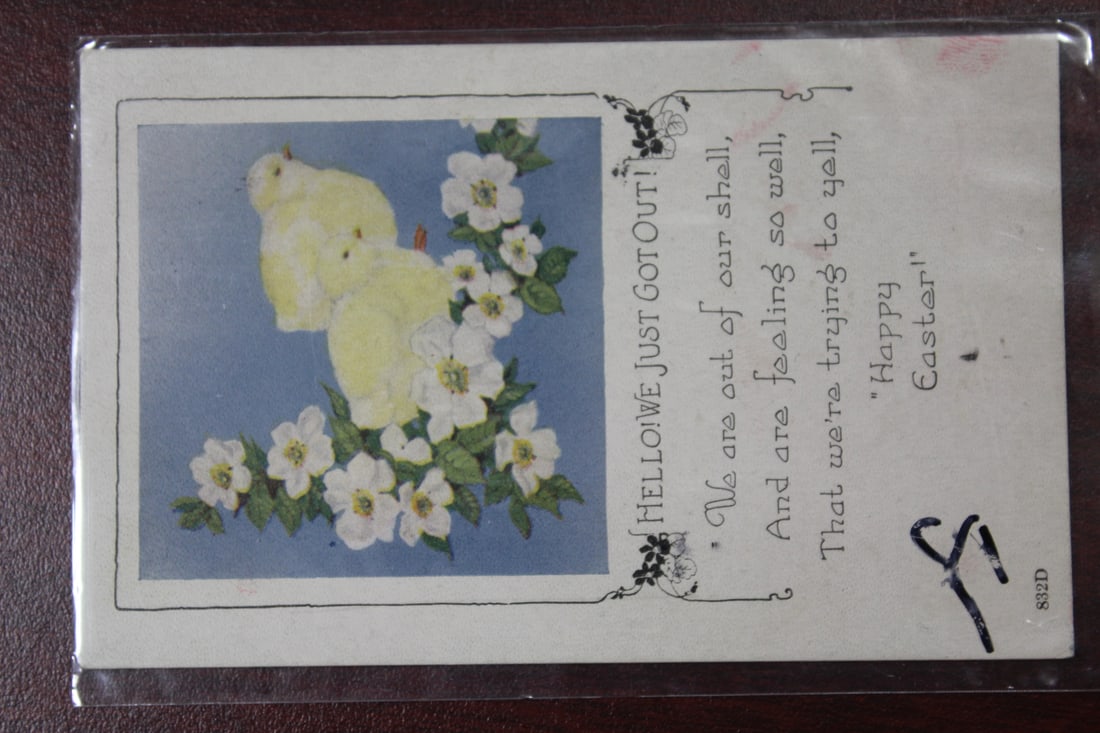 HELLO! WE JUST GOT OUT!
"We are out of our shell,
And are feeling so well,
That we're trying to yell,
"Happy
Easter!"
832D